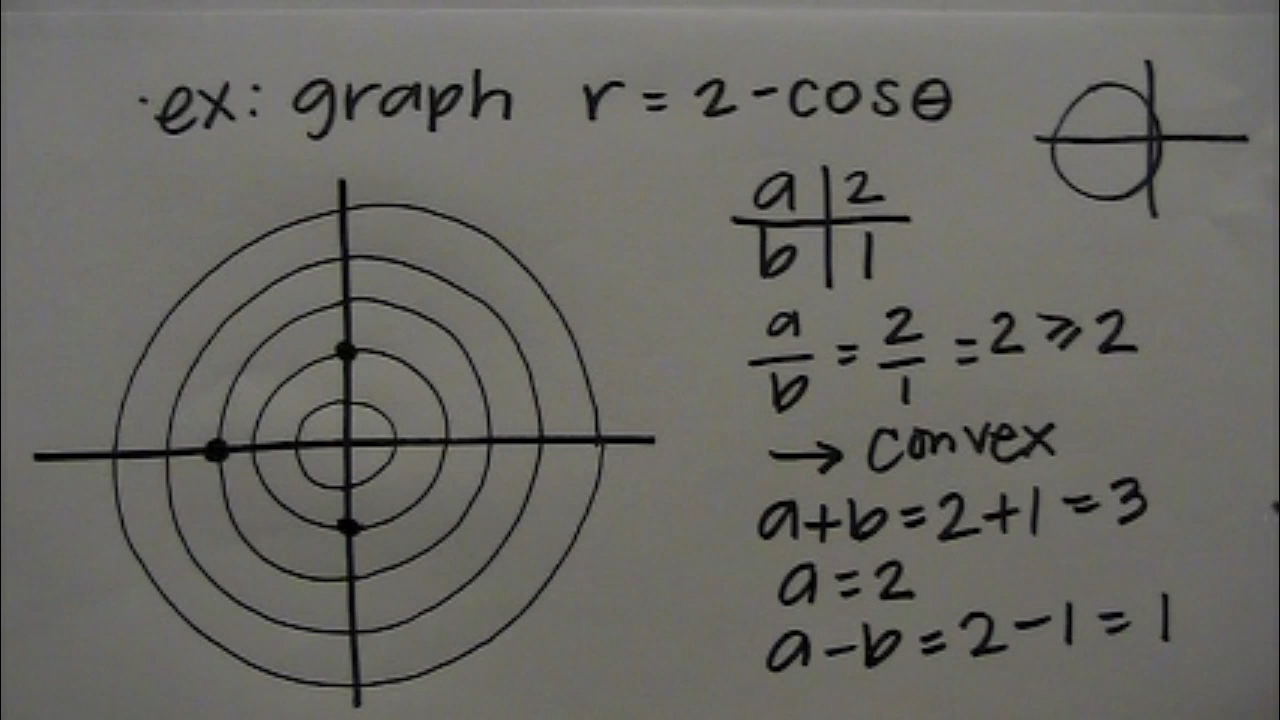 ex: graph r = 2 - cosθ
a | 2
b | 1
a/b = 2/1 = 2 ≥ 2
→ convex
a+b = 2+1 = 3
a = 2
a-b = 2-1 = 1